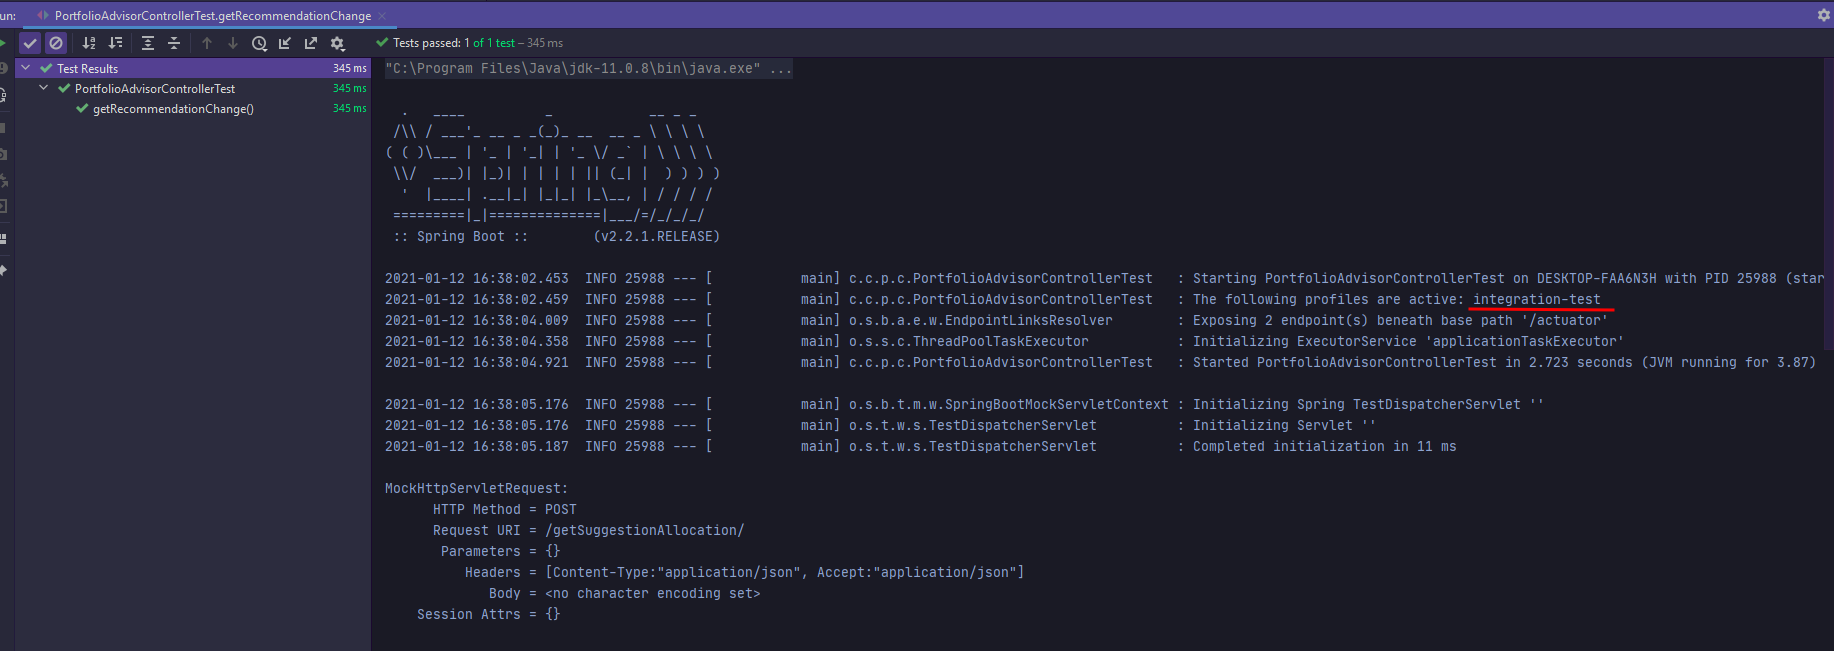 un: PortfolioAdvisorControllerTest.getRecommendationChange
Tests passed: 1 of 1 test – 345 ms
Test Results 345 ms
PortfolioAdvisorControllerTest 345 ms
getRecommendationChange() 345 ms
"C:\Program Files\Java\jdk-11.0.8\bin\java.exe" ...
  .   ____          _            __ _ _
 /\\ / ___'_ __ _ _(_)_ __  __ _ \ \ \ \
( ( )\___ | '_ | '_| | '_ \/ _` | \ \ \ \
 \\/  ___)| |_)| | | | | || (_| |  ) ) ) )
  '  |____| .__|_| |_|_| |_\__, | / / / /
 =========|_|==============|___/=/_/_/_/
 :: Spring Boot ::        (v2.2.1.RELEASE)
2021-01-12 16:38:02.453  INFO 25988 --- [           main] c.c.p.c.PortfolioAdvisorControllerTest   : Starting PortfolioAdvisorControllerTest on DESKTOP-FAA6N3H with PID 25988 (star
2021-01-12 16:38:02.459  INFO 25988 --- [           main] c.c.p.c.PortfolioAdvisorControllerTest   : The following profiles are active: integration-test
2021-01-12 16:38:04.009  INFO 25988 --- [           main] o.s.b.a.e.w.EndpointLinksResolver        : Exposing 2 endpoint(s) beneath base path '/actuator'
2021-01-12 16:38:04.358  INFO 25988 --- [           main] o.s.s.c.ThreadPoolTaskExecutor           : Initializing ExecutorService 'applicationTaskExecutor'
2021-01-12 16:38:04.921  INFO 25988 --- [           main] c.c.p.c.PortfolioAdvisorControllerTest   : Started PortfolioAdvisorControllerTest in 2.723 seconds (JVM running for 3.87)
2021-01-12 16:38:05.176  INFO 25988 --- [           main] o.s.b.t.m.w.SpringBootMockServletContext : Initializing Spring TestDispatcherServlet ''
2021-01-12 16:38:05.176  INFO 25988 --- [           main] o.s.t.w.s.TestDispatcherServlet          : Initializing Servlet ''
2021-01-12 16:38:05.187  INFO 25988 --- [           main] o.s.t.w.s.TestDispatcherServlet          : Completed initialization in 11 ms
MockHttpServletRequest:
      HTTP Method = POST
      Request URI = /getSuggestionAllocation/
       Parameters = {}
          Headers = [Content-Type:"application/json", Accept:"application/json"]
             Body = <no character encoding set>
    Session Attrs = {}